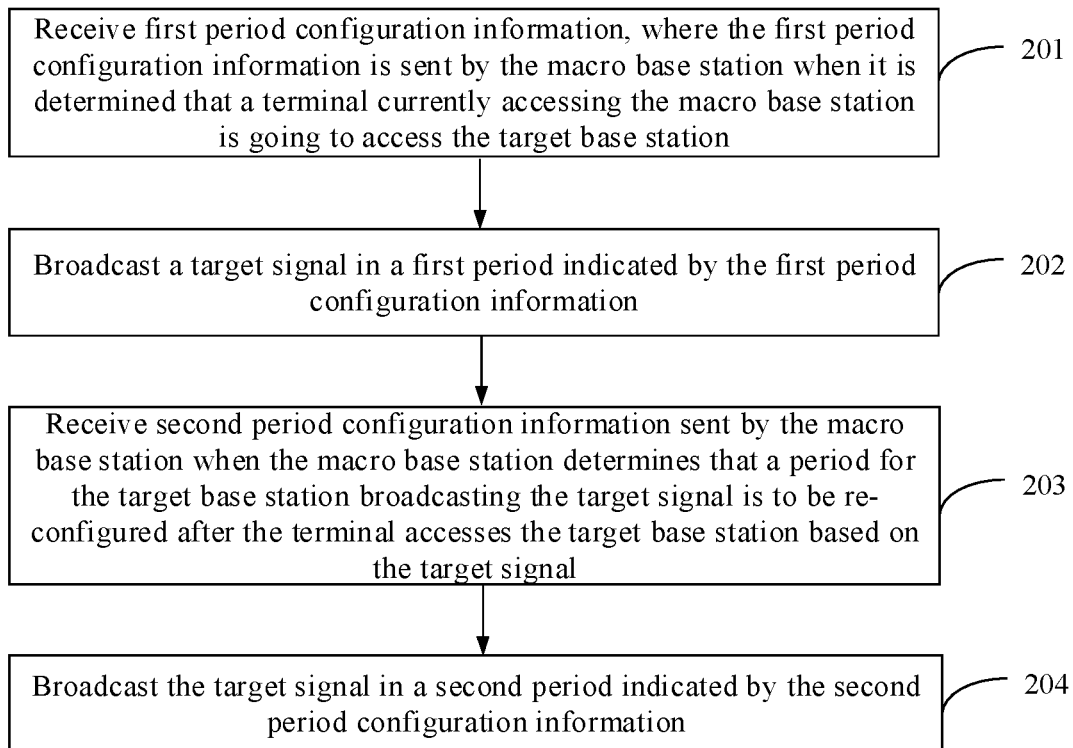 Receive first period configuration information, where the first period
configuration information is sent by the macro base station when it is
determined that a terminal currently accessing the macro base station
is going to access the target base station
201
Broadcast a target signal in a first period indicated by the first period
configuration information
202
Receive second period configuration information sent by the macro
base station when the macro base station determines that a period for
the target base station broadcasting the target signal is to be re-
configured after the terminal accesses the target base station based on
the target signal
203
Broadcast the target signal in a second period indicated by the second
period configuration information
204